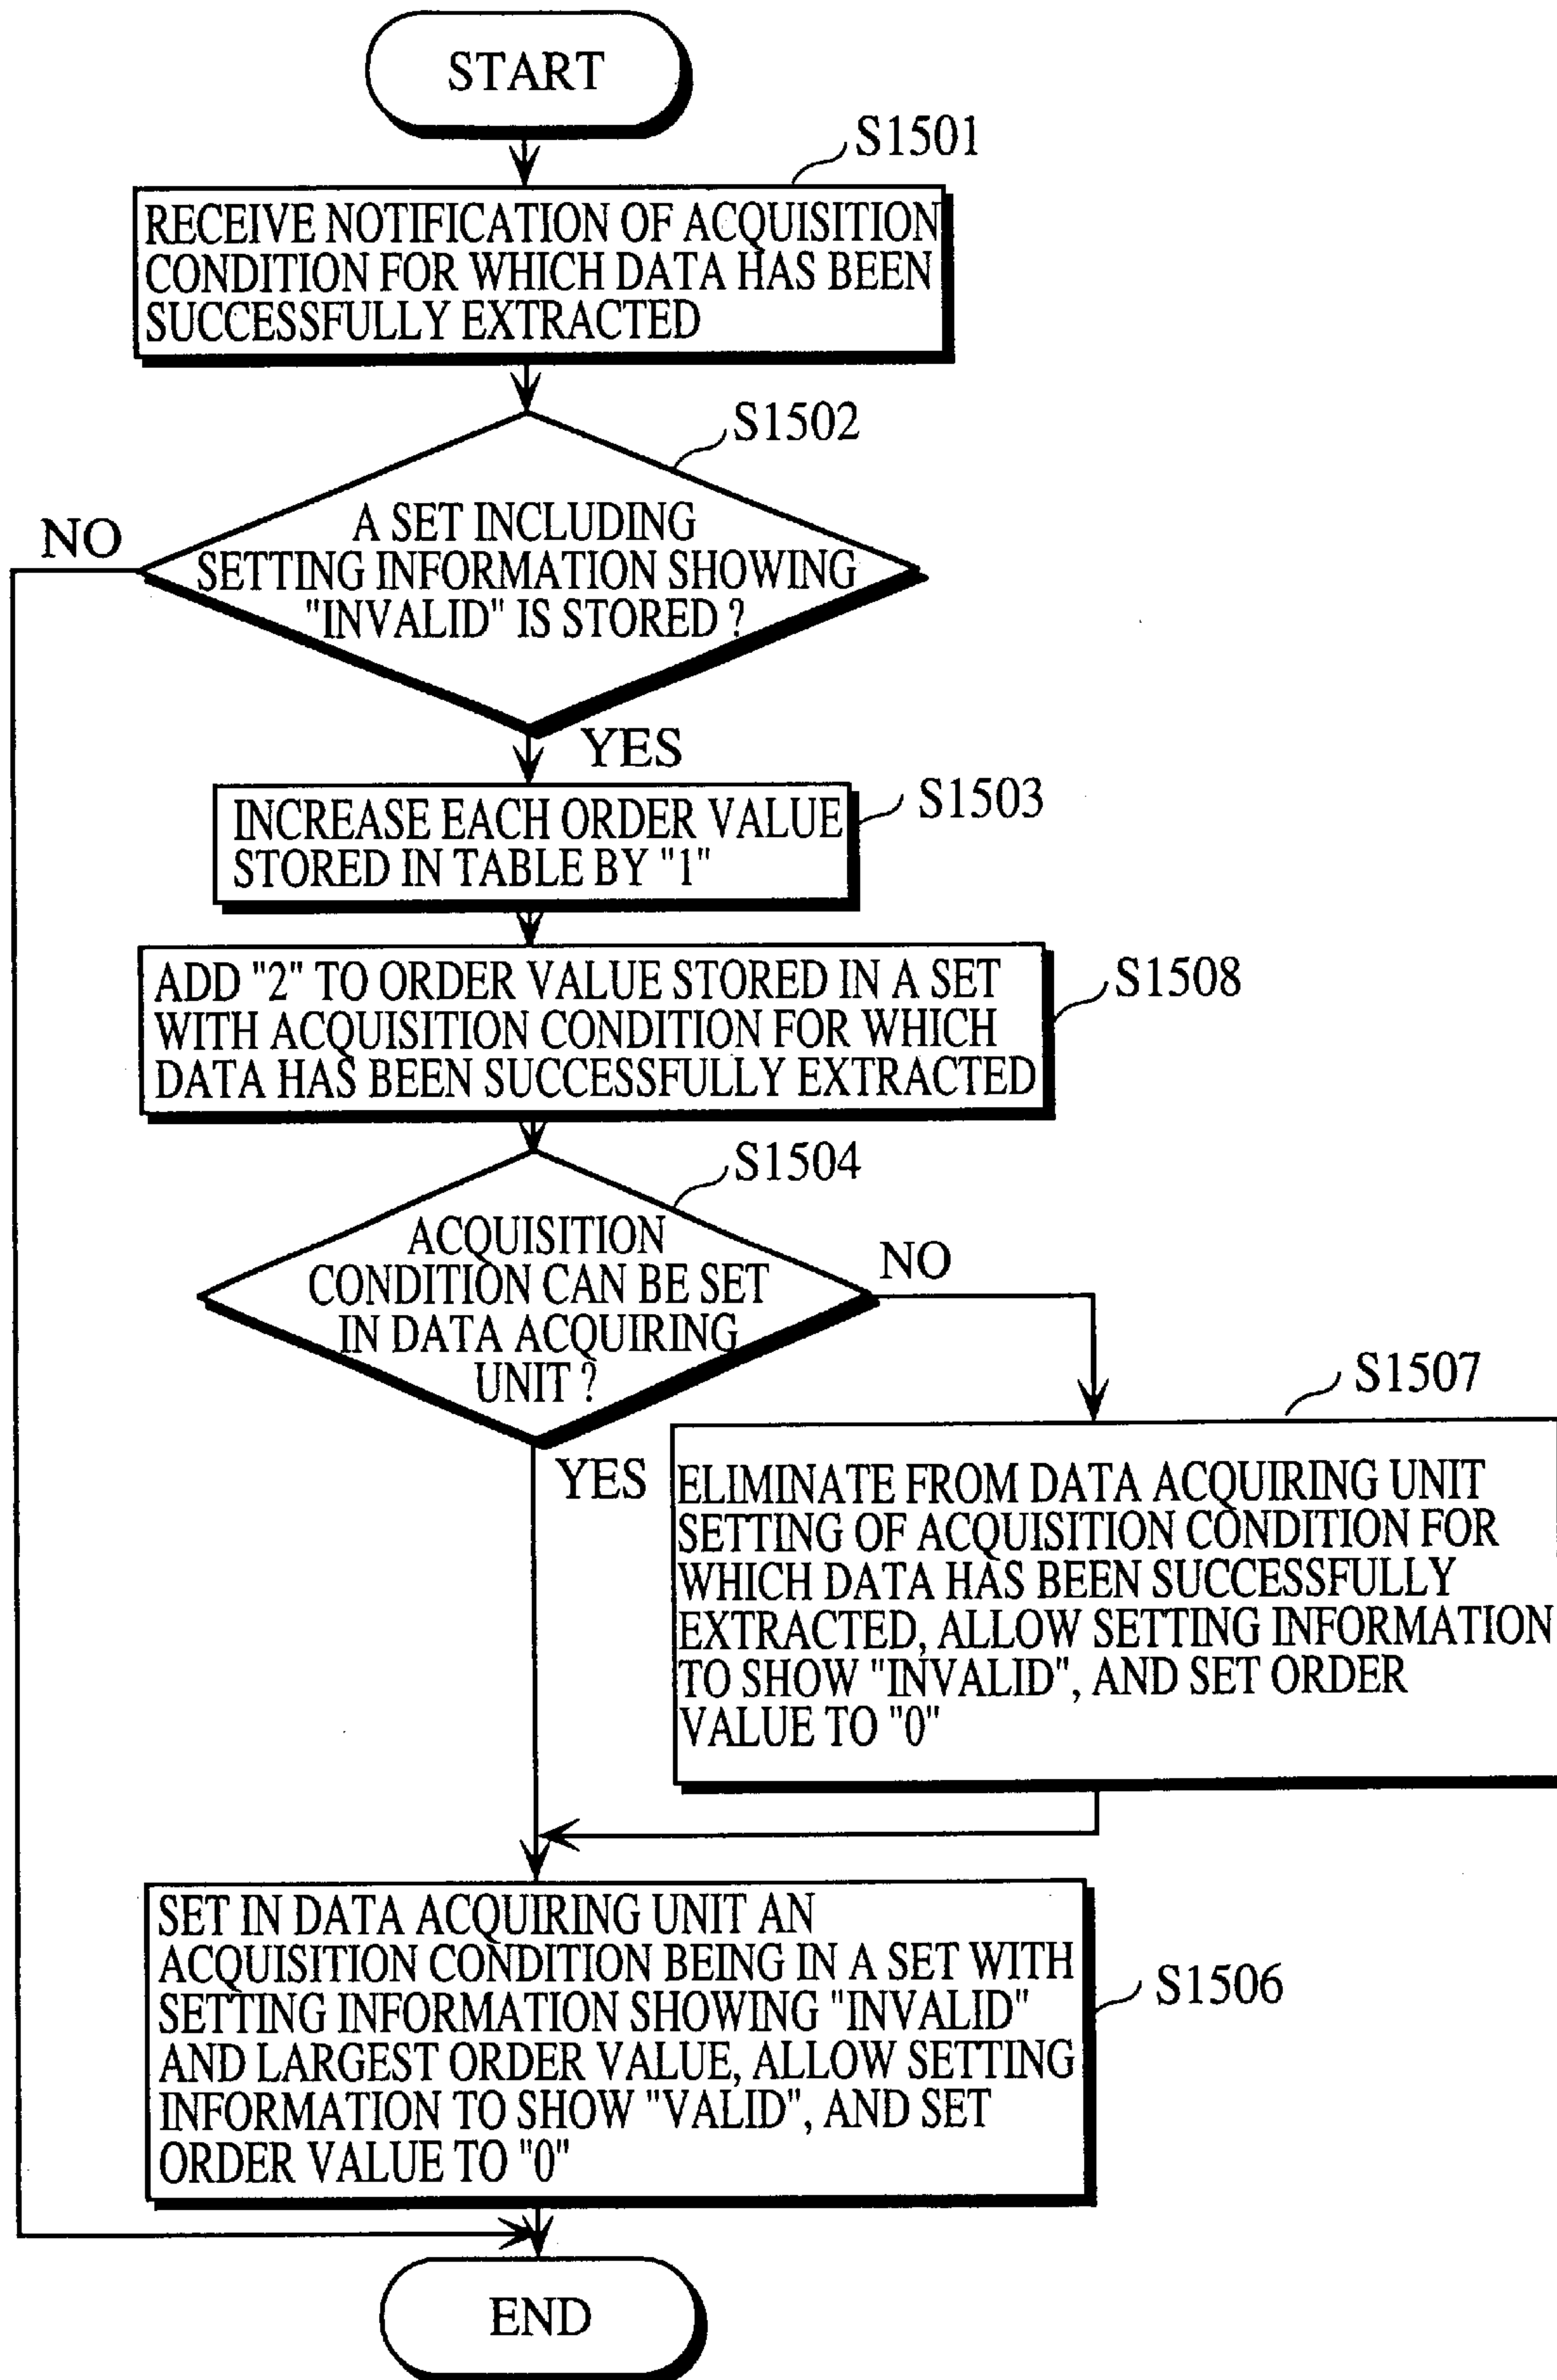 START
S1501
RECEIVE NOTIFICATION OF ACQUISITION
CONDITION FOR WHICH DATA HAS BEEN
SUCCESSFULLY EXTRACTED
S1502
NO
A SET INCLUDING
SETTING INFORMATION SHOWING
"INVALID" IS STORED ?
YES
S1503
INCREASE EACH ORDER VALUE
STORED IN TABLE BY "1"
S1508
ADD "2" TO ORDER VALUE STORED IN A SET
WITH ACQUISITION CONDITION FOR WHICH
DATA HAS BEEN SUCCESSFULLY EXTRACTED
S1504
ACQUISITION
CONDITION CAN BE SET
IN DATA ACQUIRING
UNIT ?
NO
YES
S1507
ELIMINATE FROM DATA ACQUIRING UNIT
SETTING OF ACQUISITION CONDITION FOR
WHICH DATA HAS BEEN SUCCESSFULLY
EXTRACTED, ALLOW SETTING INFORMATION
TO SHOW "INVALID", AND SET ORDER
VALUE TO "0"
SET IN DATA ACQUIRING UNIT AN
ACQUISITION CONDITION BEING IN A SET WITH
SETTING INFORMATION SHOWING "INVALID"
AND LARGEST ORDER VALUE, ALLOW SETTING
INFORMATION TO SHOW "VALID", AND SET
ORDER VALUE TO "0"
S1506
END